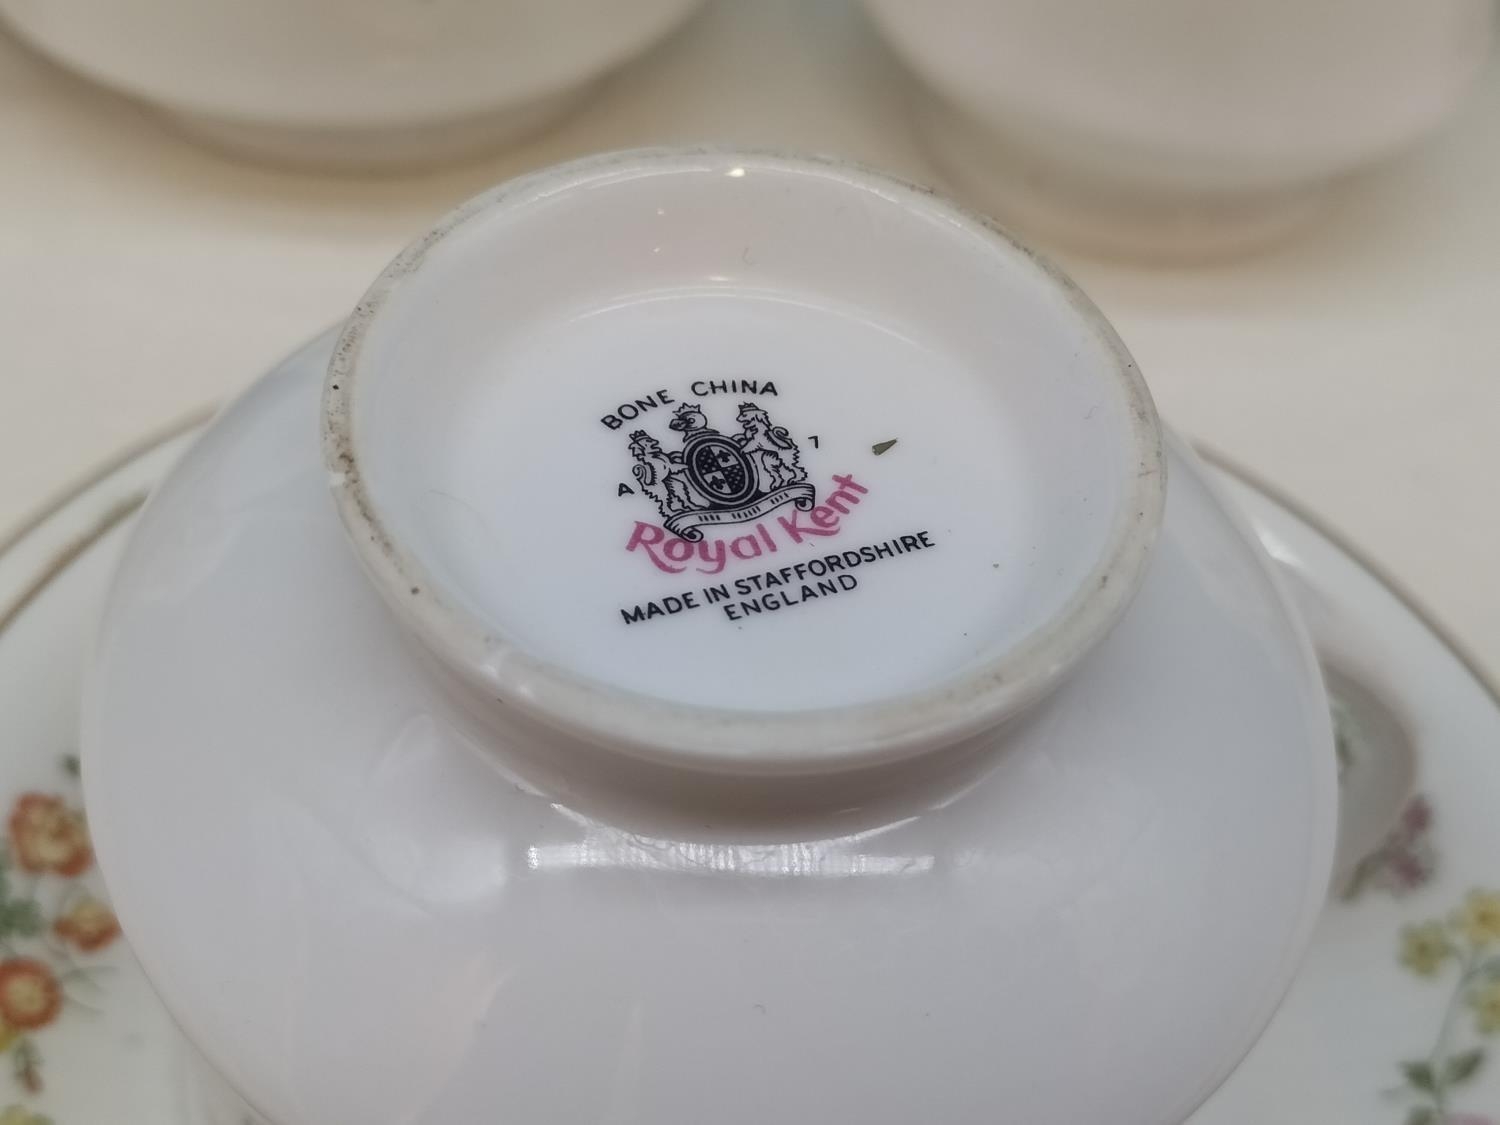 BONE CHINA
A 7
Royal Kent
MADE IN STAFFORDSHIRE
ENGLAND